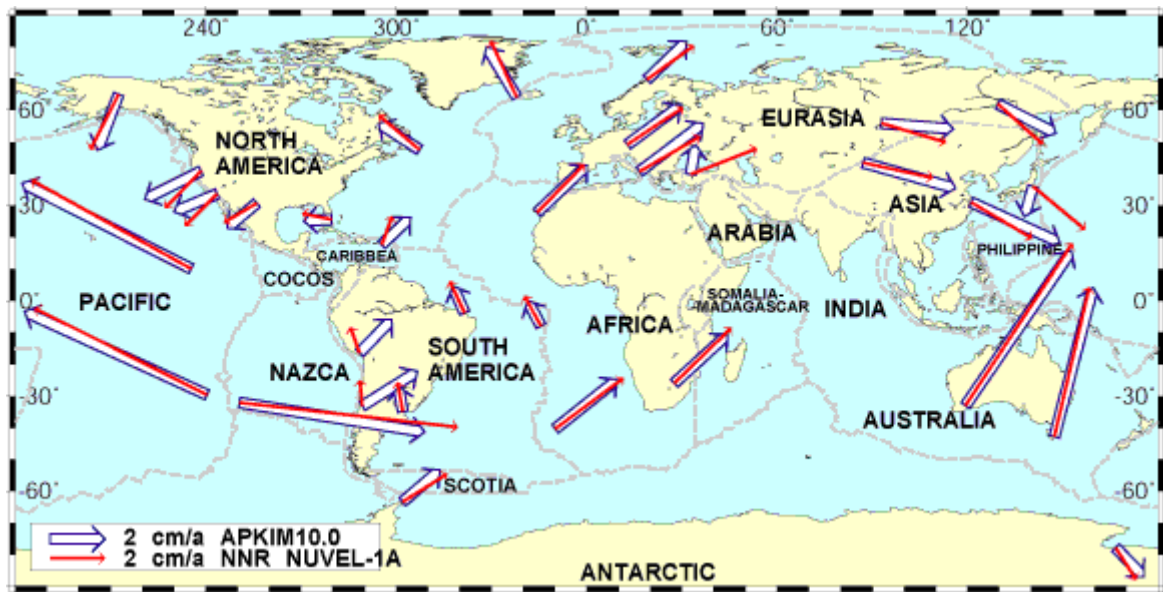 240° 300° 0° 60° 120°
60° 60°
NORTH
AMERICA
EURASIA
30° 30°
ASIA
ARABIA
CARIBBEA
PHILIPPINE
COCOS
PACIFIC
0° 0°
SOMALIA-
MADAGASCAR
INDIA
AFRICA
SOUTH
AMERICA
NAZCA
-30° -30°
AUSTRALIA
-60° -60°
SCOTIA
2 cm/a APKIM10.0
2 cm/a NNR NUVEL-1A
ANTARCTIC